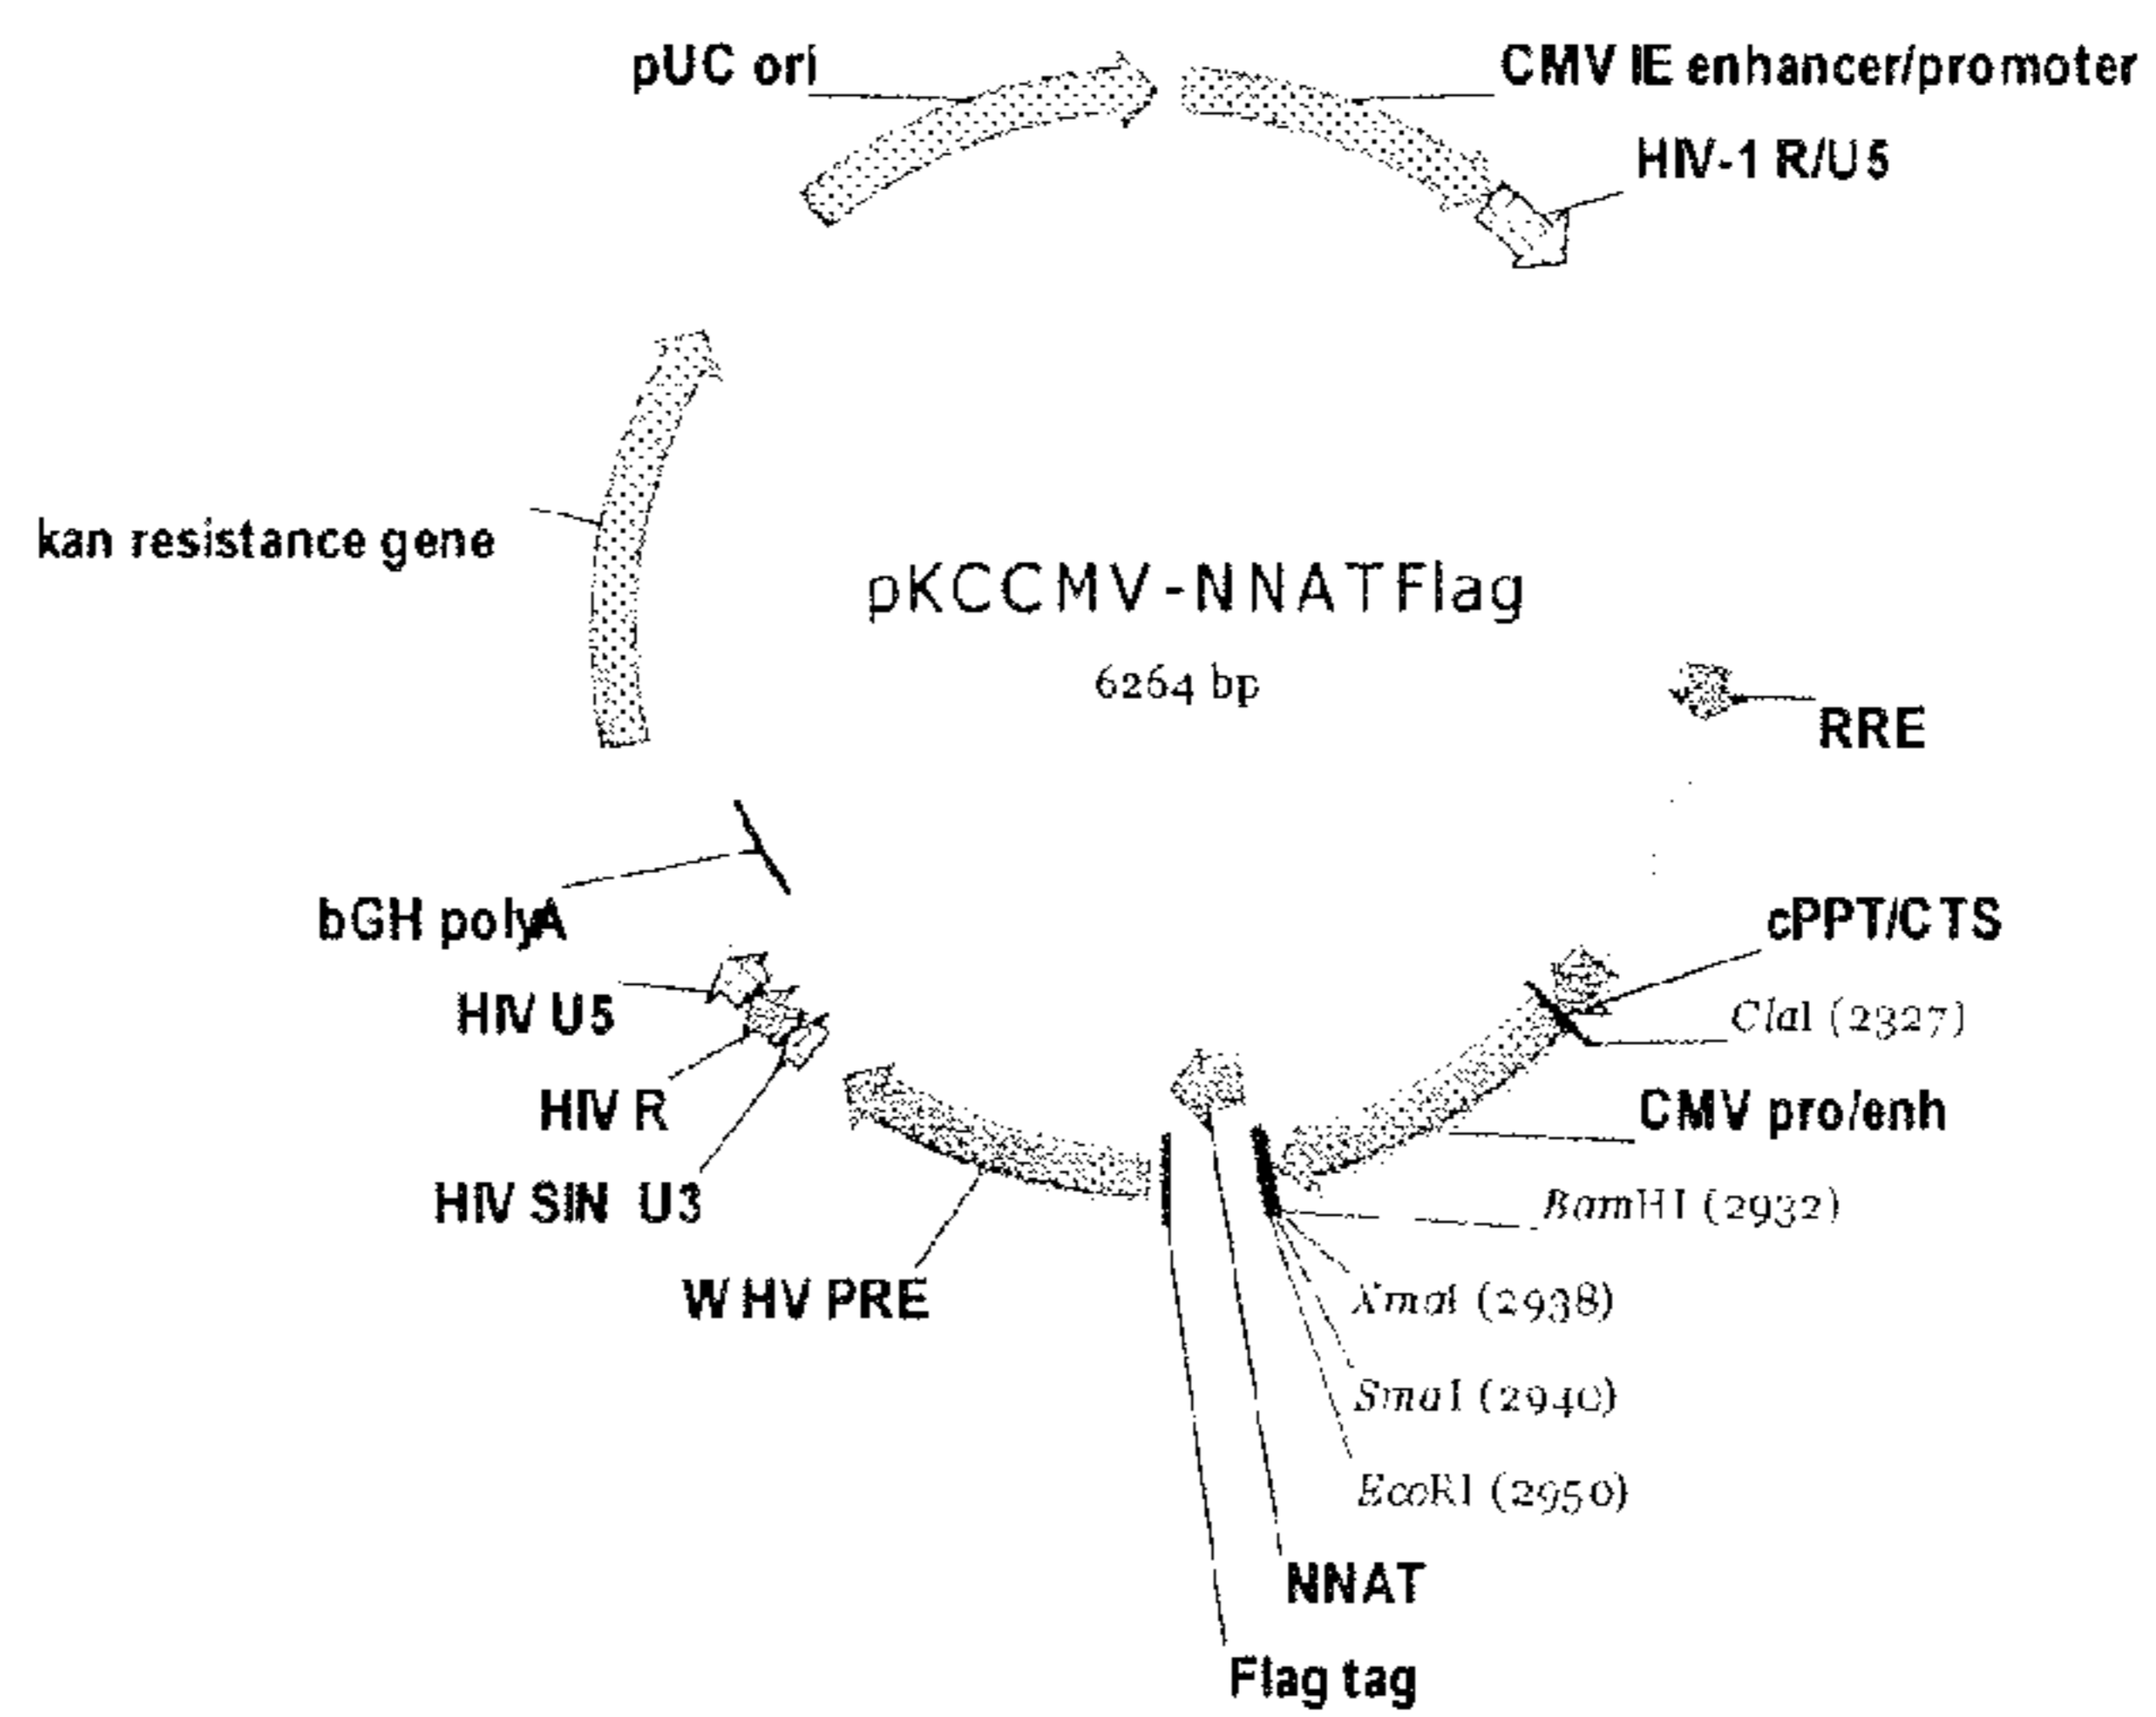 pUC ori
CMV IE enhancer/promoter
HIV-1 R/U5
kan resistance gene
pKCCMV-NNATFlag
6264 bp
RRE
bGH polyA
cPPT/CTS
HIV U5
ClaI (2327)
HIV R
CMV pro/enh
HIV SIN U3
BamHI (2932)
WHV PRE
XmaI (2938)
SmaI (2940)
EcoRI (2950)
NNAT
Flag tag